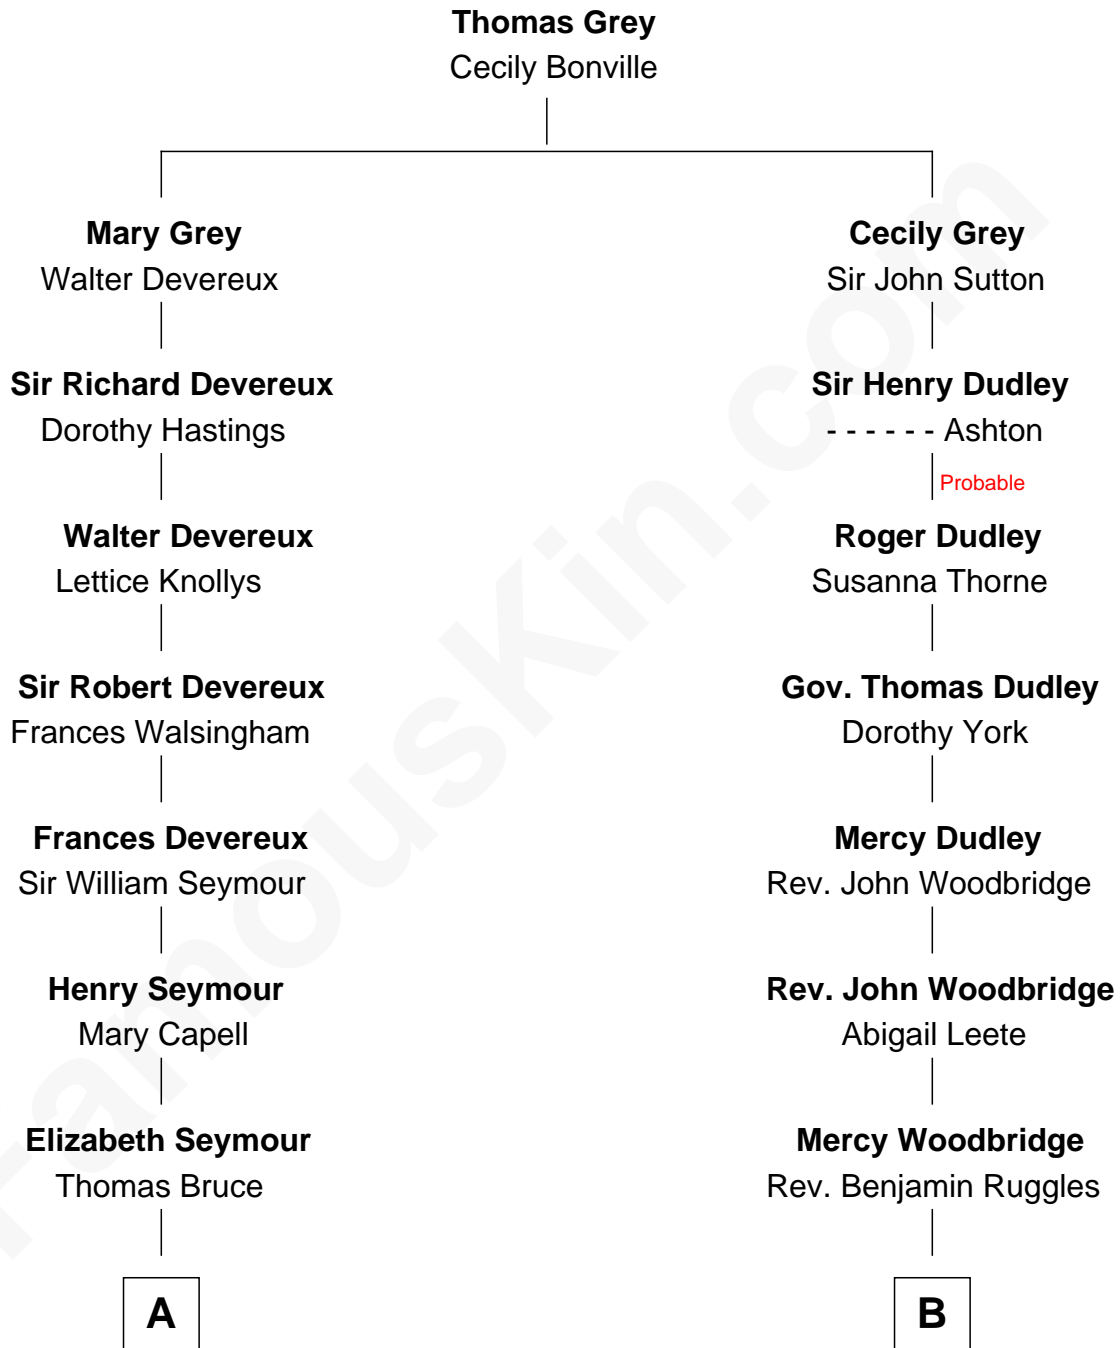 Thomas Grey
Cecily Bonville
Mary Grey
Walter Devereux
Cecily Grey
Sir John Sutton
Sir Richard Devereux
Dorothy Hastings
Sir Henry Dudley
- - - - - - Ashton
Probable
Walter Devereux
Lettice Knollys
Roger Dudley
Susanna Thorne
Sir Robert Devereux
Frances Walsingham
Gov. Thomas Dudley
Dorothy York
Frances Devereux
Sir William Seymour
Mercy Dudley
Rev. John Woodbridge
Henry Seymour
Mary Capell
Rev. John Woodbridge
Abigail Leete
Elizabeth Seymour
Thomas Bruce
Mercy Woodbridge
Rev. Benjamin Ruggles
A
B
FamousKin.com